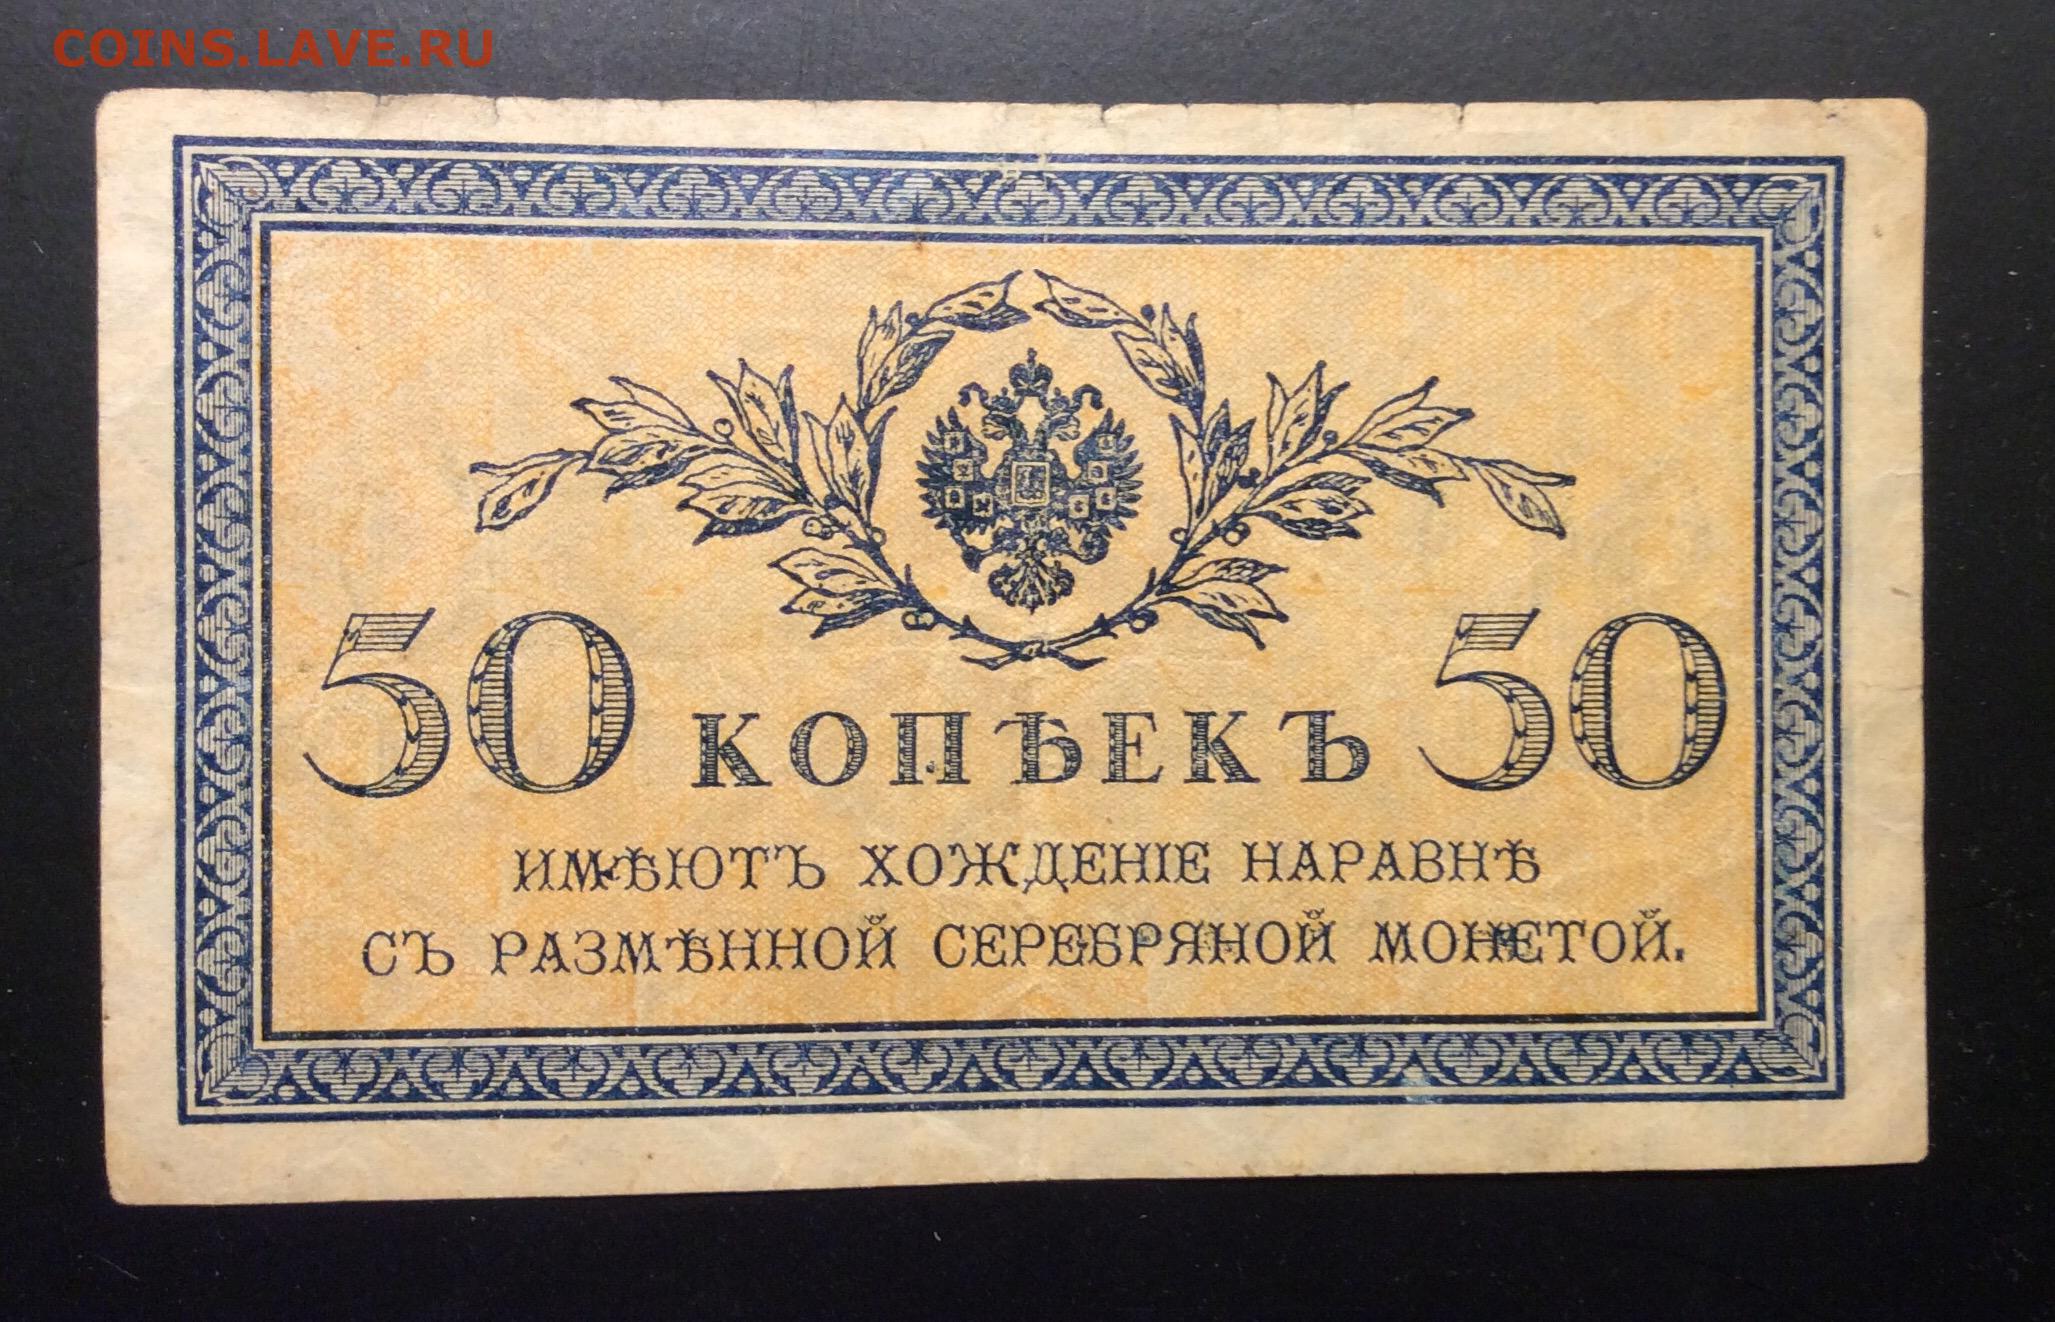 COINS.LAVE.RU
50 КОПѢЕКЪ 50
ИМѢЮТЪ ХОЖДЕНІЕ НАРАВНѢ
СЪ РАЗМѢННОЙ СЕРЕБРЯНОЙ МОНЕТОЙ.